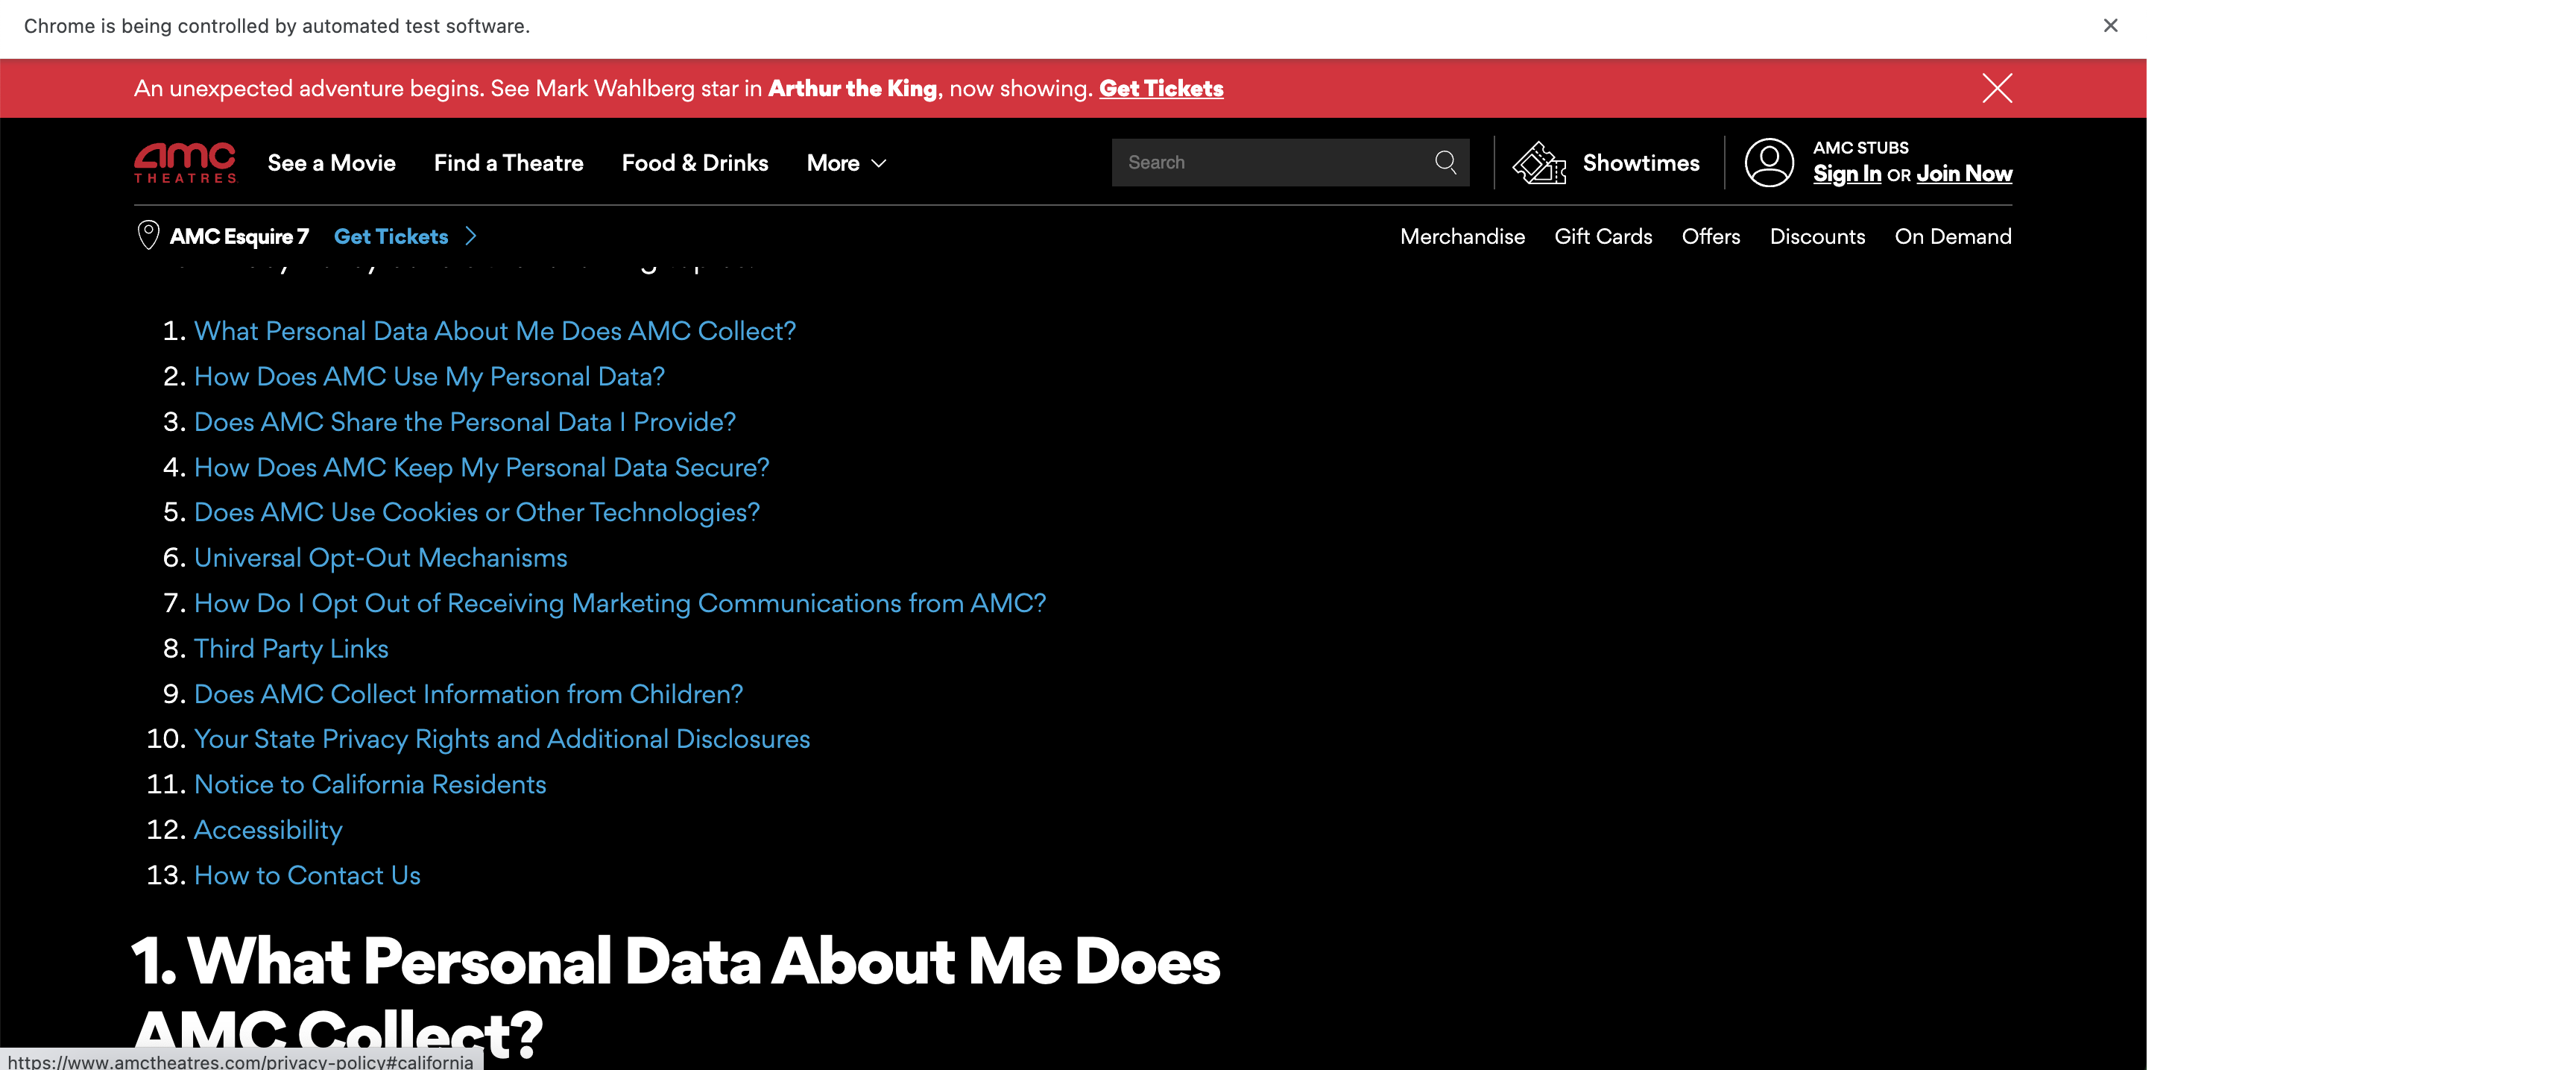 Chrome is being controlled by automated test software.
An unexpected adventure begins. See Mark Wahlberg star in Arthur the King, now showing. Get Tickets
amc THEATRES See a Movie Find a Theatre Food & Drinks More Search Showtimes AMC STUBS
Sign In OR Join Now
AMC Esquire 7 Get Tickets Merchandise Gift Cards Offers Discounts On Demand
1. What Personal Data About Me Does AMC Collect?
2. How Does AMC Use My Personal Data?
3. Does AMC Share the Personal Data I Provide?
4. How Does AMC Keep My Personal Data Secure?
5. Does AMC Use Cookies or Other Technologies?
6. Universal Opt-Out Mechanisms
7. How Do I Opt Out of Receiving Marketing Communications from AMC?
8. Third Party Links
9. Does AMC Collect Information from Children?
10. Your State Privacy Rights and Additional Disclosures
11. Notice to California Residents
12. Accessibility
13. How to Contact Us
1. What Personal Data About Me Does
AMC Collect?
https://www.amctheatres.com/privacy-policy#california